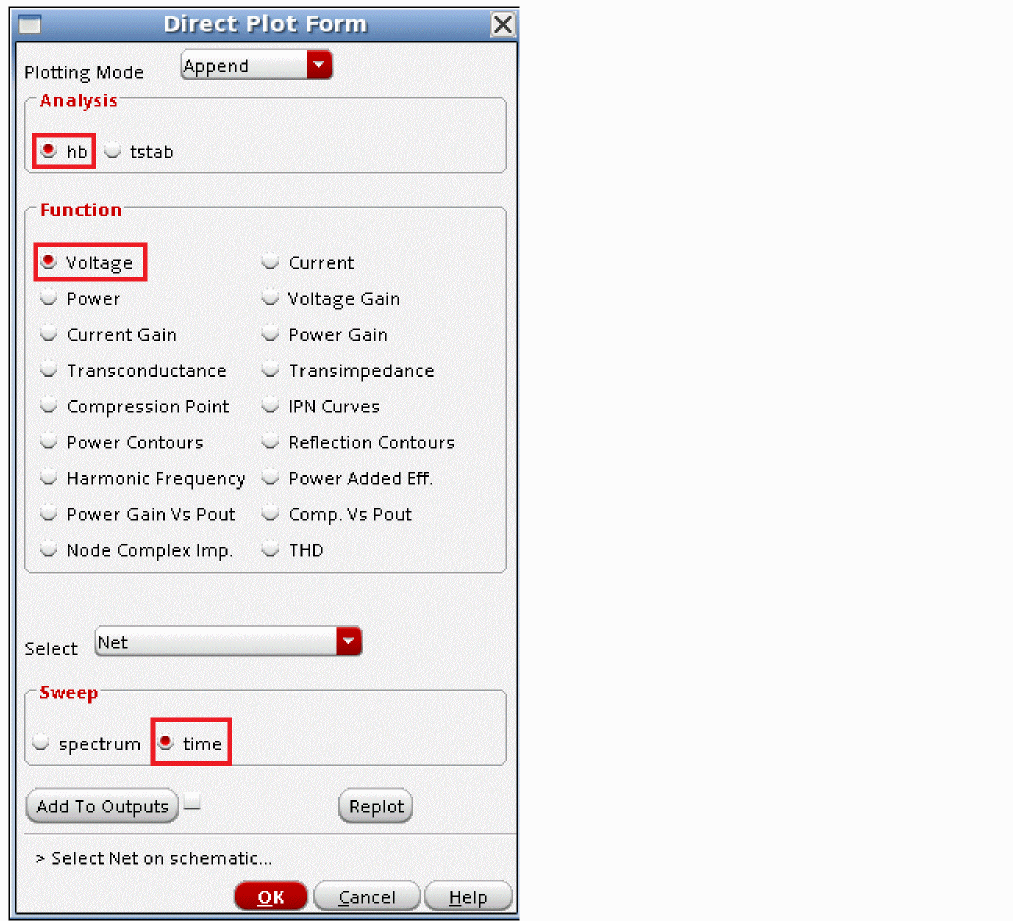 Direct Plot Form
Plotting Mode Append
Analysis
hb tstab
Function
Voltage Current
Power Voltage Gain
Current Gain Power Gain
Transconductance Transimpedance
Compression Point IPN Curves
Power Contours Reflection Contours
Harmonic Frequency Power Added Eff.
Power Gain Vs Pout Comp. Vs Pout
Node Complex Imp. THD
Select Net
Sweep
spectrum time
Add To Outputs Replot
> Select Net on schematic...
OK Cancel Help